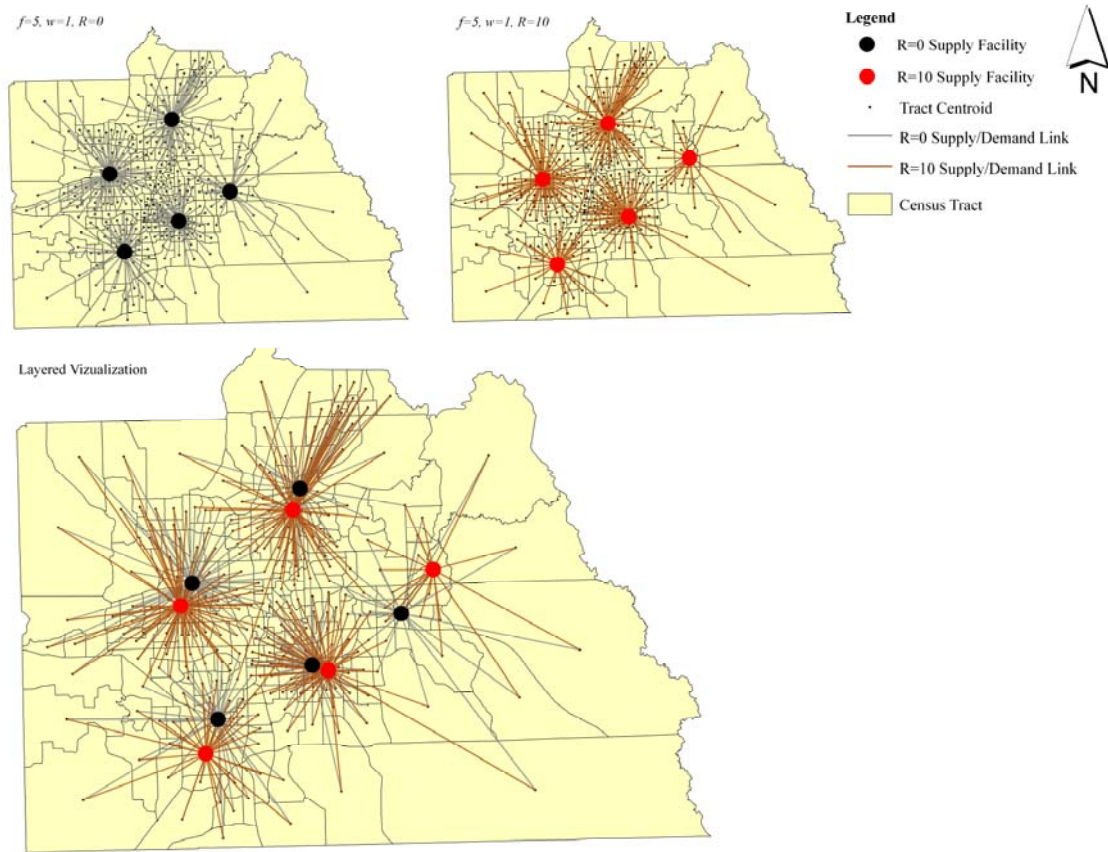 f=5, w=1, R=0
f=5, w=1, R=10
Legend
R=0 Supply Facility
R=10 Supply Facility
Tract Centroid
R=0 Supply/Demand Link
R=10 Supply/Demand Link
Census Tract
N
Layered Vizualization